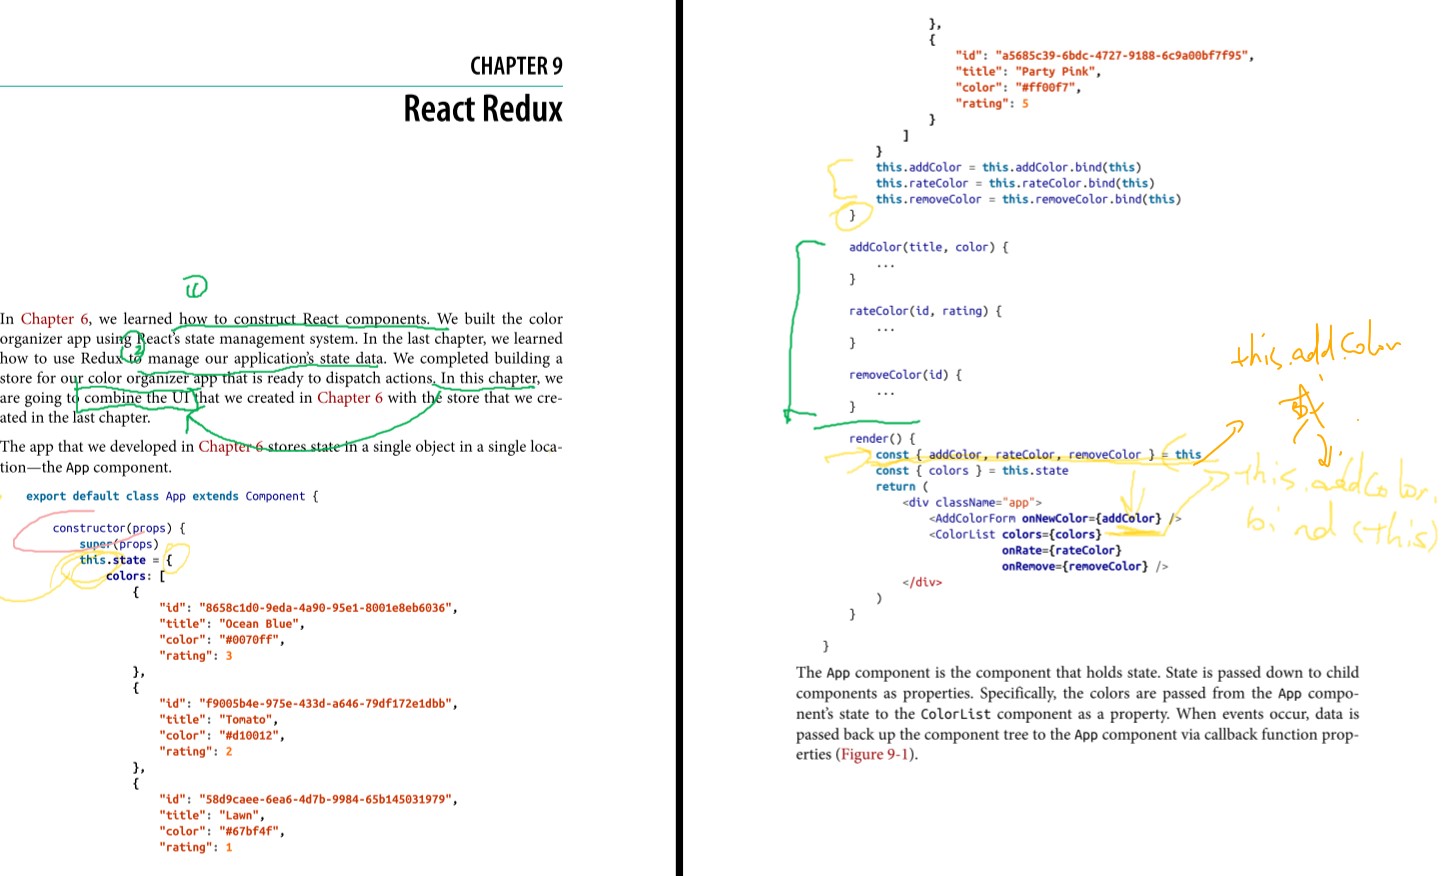 CHAPTER 9
React Redux
①
In Chapter 6, we learned how to construct React components. We built the color
organizer app using React's state management system. In the last chapter, we learned
②
how to use Redux to manage our application's state data. We completed building a
store for our color organizer app that is ready to dispatch actions. In this chapter, we
are going to combine the UI that we created in Chapter 6 with the store that we cre-
ated in the last chapter.
The app that we developed in Chapter 6 stores state in a single object in a single loca-
tion—the App component.
export default class App extends Component {
constructor(props) {
super(props)
this.state = {
colors: [
{
"id": "8658c1d0-9eda-4a90-95e1-8001e8eb6036",
"title": "Ocean Blue",
"color": "#0070ff",
"rating": 3
},
{
"id": "f9005b4e-975e-433d-a646-79df172e1dbb",
"title": "Tomato",
"color": "#d10012",
"rating": 2
},
{
"id": "58d9caee-6ea6-4d7b-9984-65b145031979",
"title": "Lawn",
"color": "#67bf4f",
"rating": 1
},
{
"id": "a5685c39-6bdc-4727-9188-6c9a00bf7f95",
"title": "Party Pink",
"color": "#ff00f7",
"rating": 5
}
]
}
this.addColor = this.addColor.bind(this)
this.rateColor = this.rateColor.bind(this)
this.removeColor = this.removeColor.bind(this)
}
addColor(title, color) {
...
}
rateColor(id, rating) {
...
}
removeColor(id) {
...
}
render() {
const { addColor, rateColor, removeColor } = this
const { colors } = this.state
return (
<div className="app">
<AddColorForm onNewColor={addColor} />
<ColorList colors={colors}
onRate={rateColor}
onRemove={removeColor} />
</div>
)
}
}
this.addColor
this.addColor.
bind(this)
The App component is the component that holds state. State is passed down to child
components as properties. Specifically, the colors are passed from the App compo-
nent's state to the ColorList component as a property. When events occur, data is
passed back up the component tree to the App component via callback function prop-
erties (Figure 9-1).